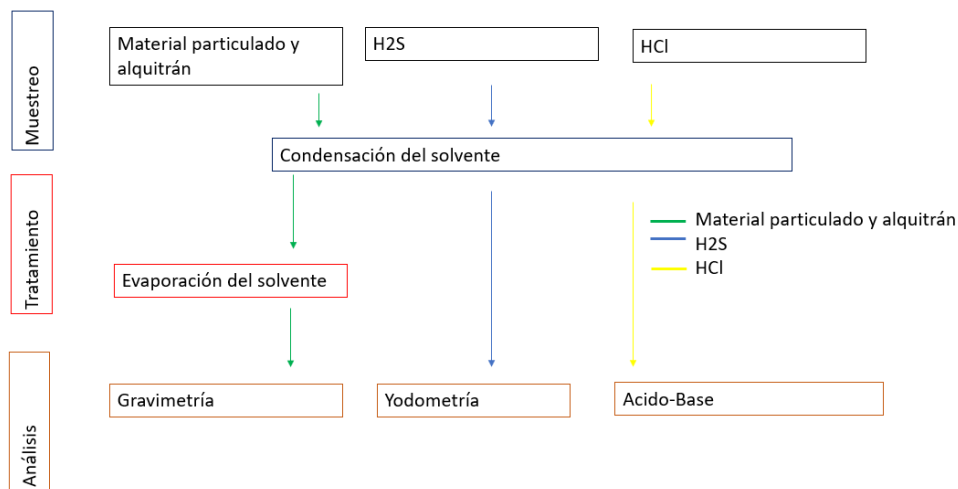 Muestreo
Material particulado y
alquitrán
H2S
HCl
Condensación del solvente
Tratamiento
Material particulado y alquitrán
H2S
HCl
Evaporación del solvente
Análisis
Gravimetría
Yodometría
Acido-Base